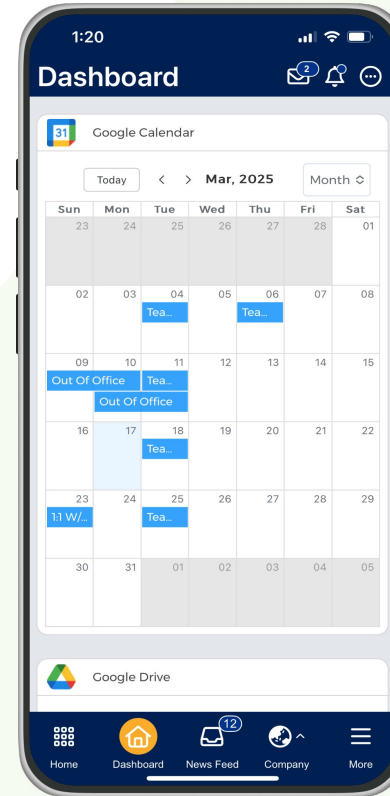 1:20
Dashboard 2
31 Google Calendar
Today < > Mar, 2025 Month
Sun Mon Tue Wed Thu Fri Sat
23 24 25 26 27 28 01
02 03 04 05 06 07 08
Tea... Tea...
09 10 11 12 13 14 15
Out Of Office Tea...
Out Of Office
16 17 18 19 20 21 22
Tea...
23 24 25 26 27 28 29
1:1 W/... Tea...
30 31 01 02 03 04 05
Google Drive
12
Home Dashboard News Feed Company More